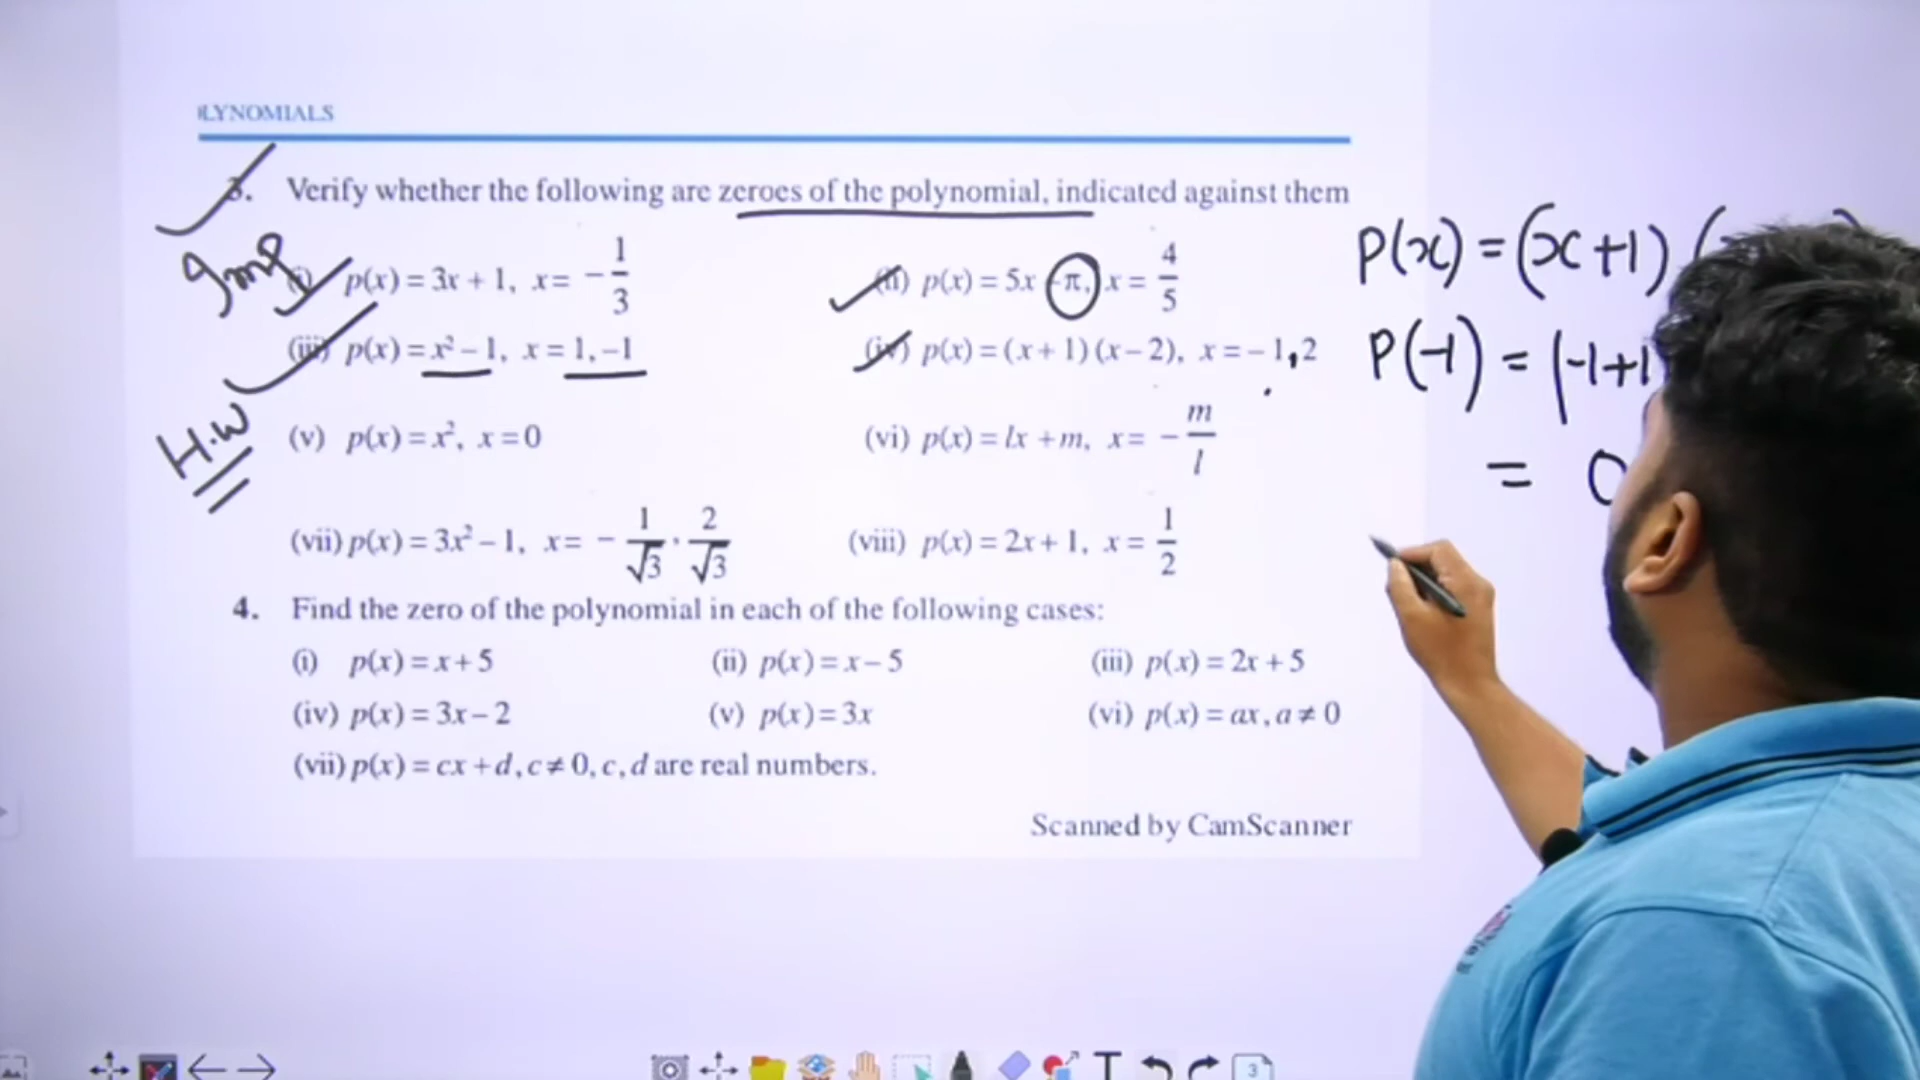 LYNOMIALS
3. Verify whether the following are zeroes of the polynomial, indicated against them
Imp
(i) p(x) = 3x + 1, x = -1/3
(ii) p(x) = 5x - π, x = 4/5
(iii) p(x) = x² – 1, x = 1, –1
(iv) p(x) = (x + 1) (x – 2), x = – 1, 2
H.W
(v) p(x) = x², x = 0
(vi) p(x) = lx + m, x = - m/l
(vii) p(x) = 3x² – 1, x = - 1/√3, 2/√3
(viii) p(x) = 2x + 1, x = 1/2
4. Find the zero of the polynomial in each of the following cases:
(i) p(x) = x + 5
(ii) p(x) = x – 5
(iii) p(x) = 2x + 5
(iv) p(x) = 3x – 2
(v) p(x) = 3x
(vi) p(x) = ax, a ≠ 0
(vii) p(x) = cx + d, c ≠ 0, c, d are real numbers.
Scanned by CamScanner
P(x) = (x+1) (
P(-1) = (-1+1
= 0
T
3